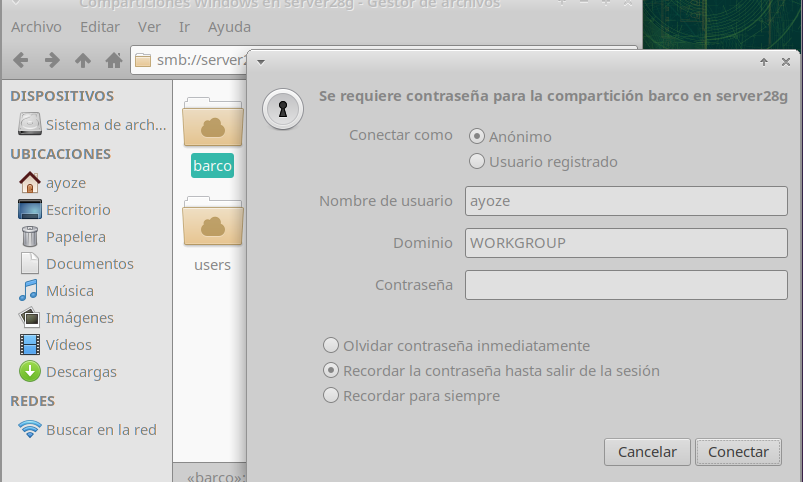 Comparticiones Windows en server28g - Gestor de archivos
Archivo Editar Ver Ir Ayuda
smb://server2
DISPOSITIVOS
Sistema de arch...
UBICACIONES
ayoze
Escritorio
Papelera
Documentos
Música
Imágenes
Vídeos
Descargas
REDES
Buscar en la red
barco
users
«barco»:
Se requiere contraseña para la compartición barco en server28g
Conectar como
Anónimo
Usuario registrado
Nombre de usuario ayoze
Dominio WORKGROUP
Contraseña
Olvidar contraseña inmediatamente
Recordar la contraseña hasta salir de la sesión
Recordar para siempre
Cancelar Conectar